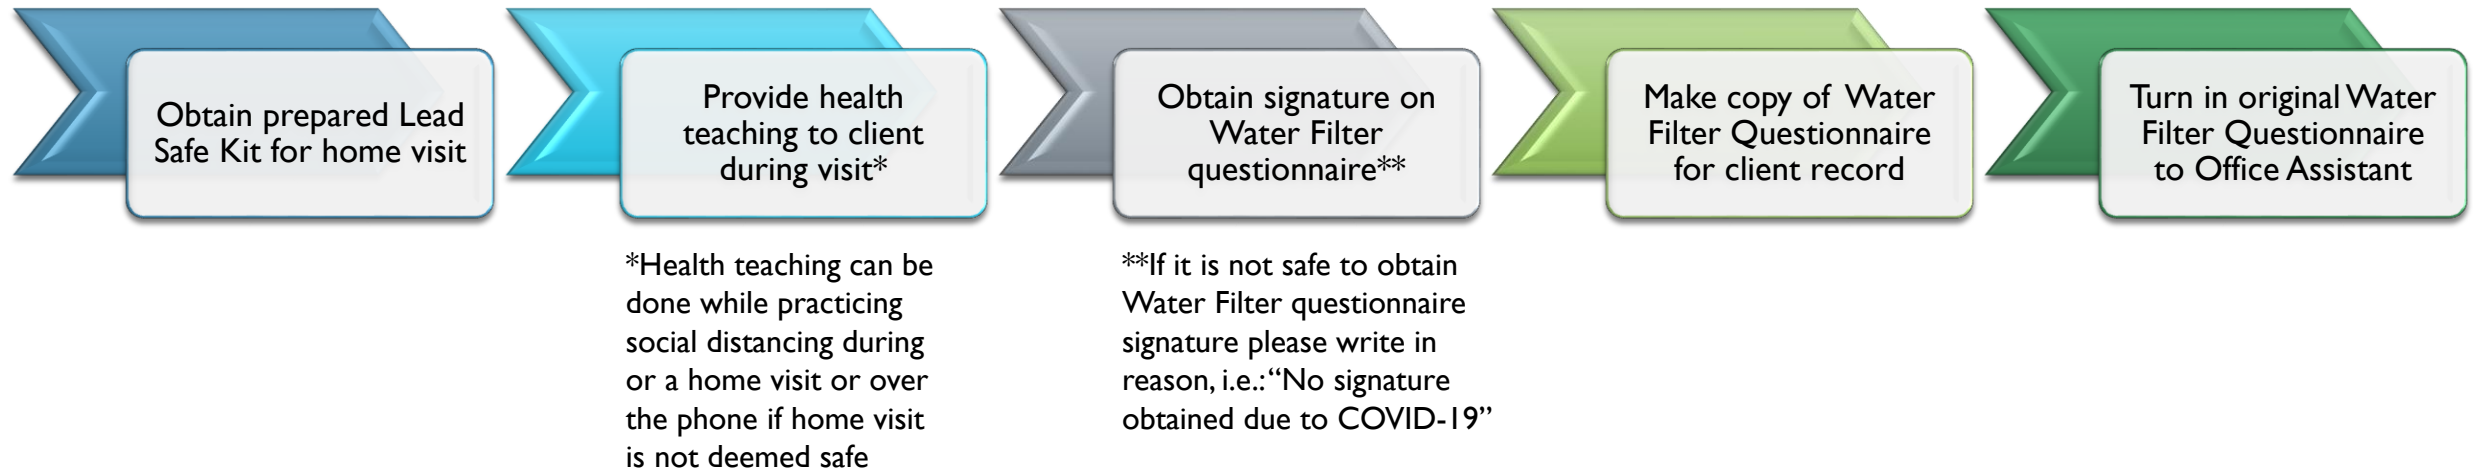 Obtain prepared Lead
Safe Kit for home visit
Provide health
teaching to client
during visit*
Obtain signature on
Water Filter
questionnaire**
Make copy of Water
Filter Questionnaire
for client record
Turn in original Water
Filter Questionnaire
to Office Assistant
*Health teaching can be
done while practicing
social distancing during
or a home visit or over
the phone if home visit
is not deemed safe
**If it is not safe to obtain
Water Filter questionnaire
signature please write in
reason, i.e.: “No signature
obtained due to COVID-19”